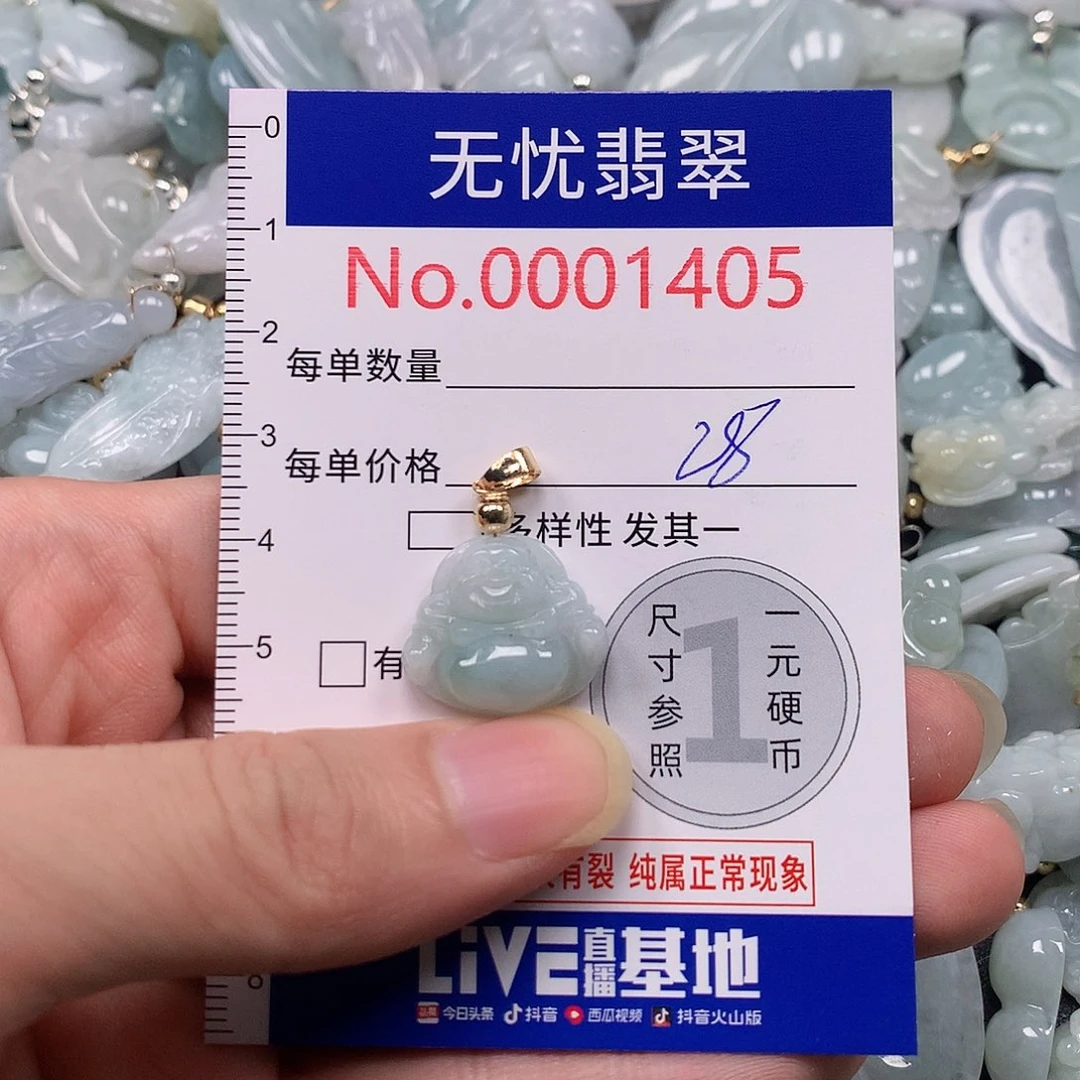 无忧翡翠
No.0001405
0
1
2
3
4
5
每单数量
每单价格 28
多样性 发其一
有
尺寸参照
1
一元硬币
有裂 纯属正常现象
LiVE直播基地
今日头条 抖音 西瓜视频 抖音火山版